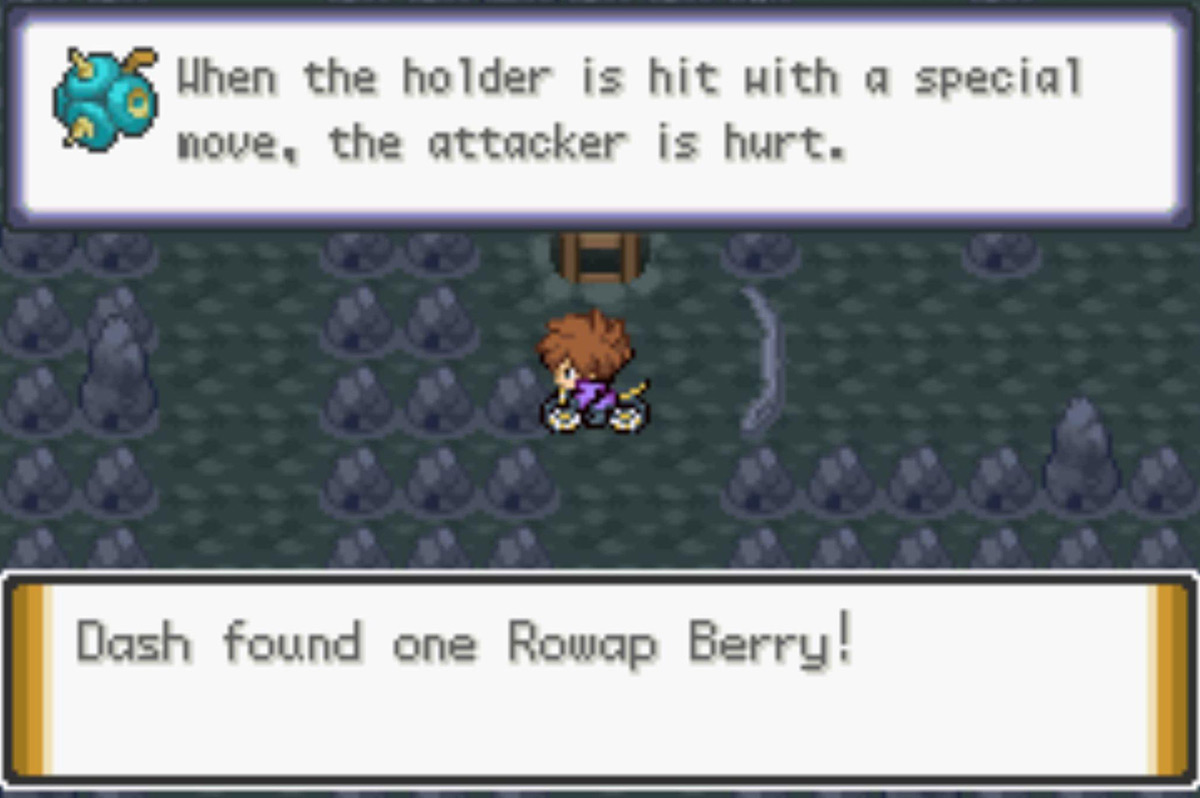 When the holder is hit with a special
move, the attacker is hurt.
Dash found one Rowap Berry!